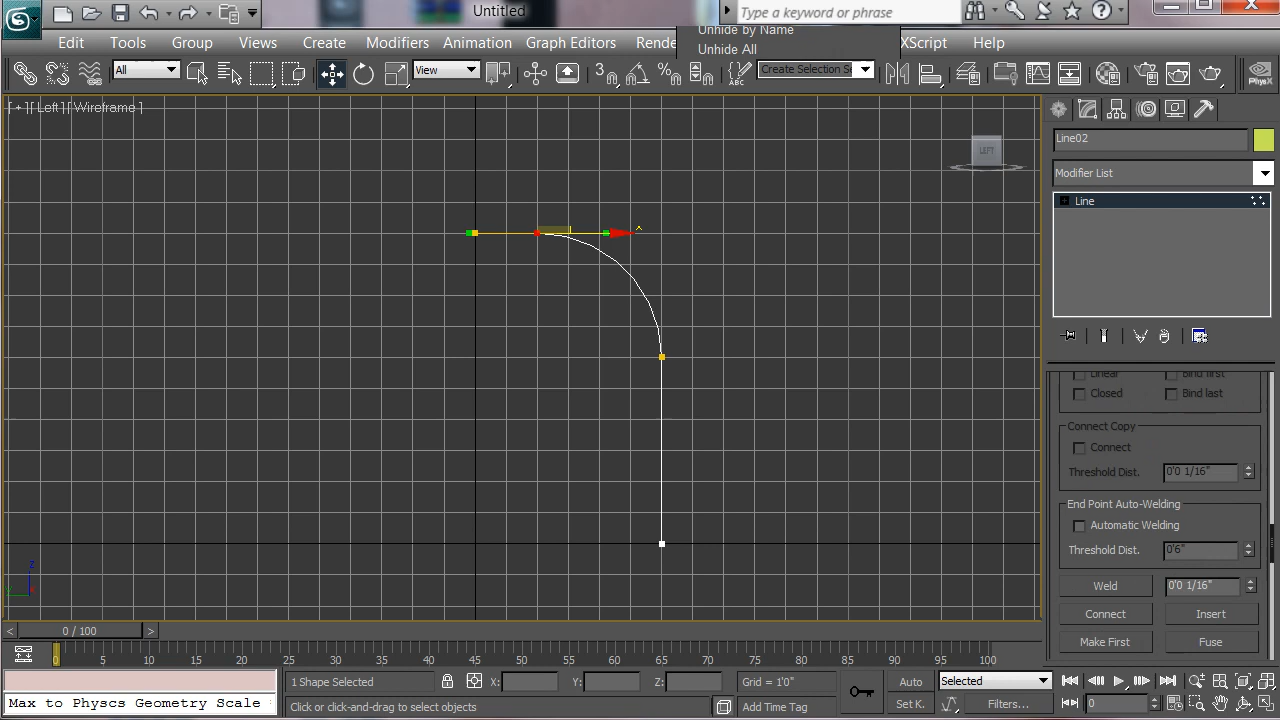 Untitled
Type a keyword or phrase
Unhide by Name
Unhide All
Edit Tools Group Views Create Modifiers Animation Graph Editors Rende XScript Help
All
View
Create Selection Se
PhysX
[ + ][ Left ][ Wireframe ]
LEFT
Line02
Modifier List
Line
Linear Bind first
Closed Bind last
Connect Copy
Connect
Threshold Dist. 0'0 1/16"
End Point Auto-Welding
Automatic Welding
Threshold Dist. 0'6"
Weld 0'0 1/16"
Connect Insert
Make First Fuse
z
y
< 0 / 100 >
0 5 10 15 20 25 30 35 40 45 50 55 60 65 70 75 80 85 90 95 100
1 Shape Selected X: Y: Z: Grid = 1'0" Auto Selected
Max to Physcs Geometry Scale
Click or click-and-drag to select objects Add Time Tag Set K. Filters... 0